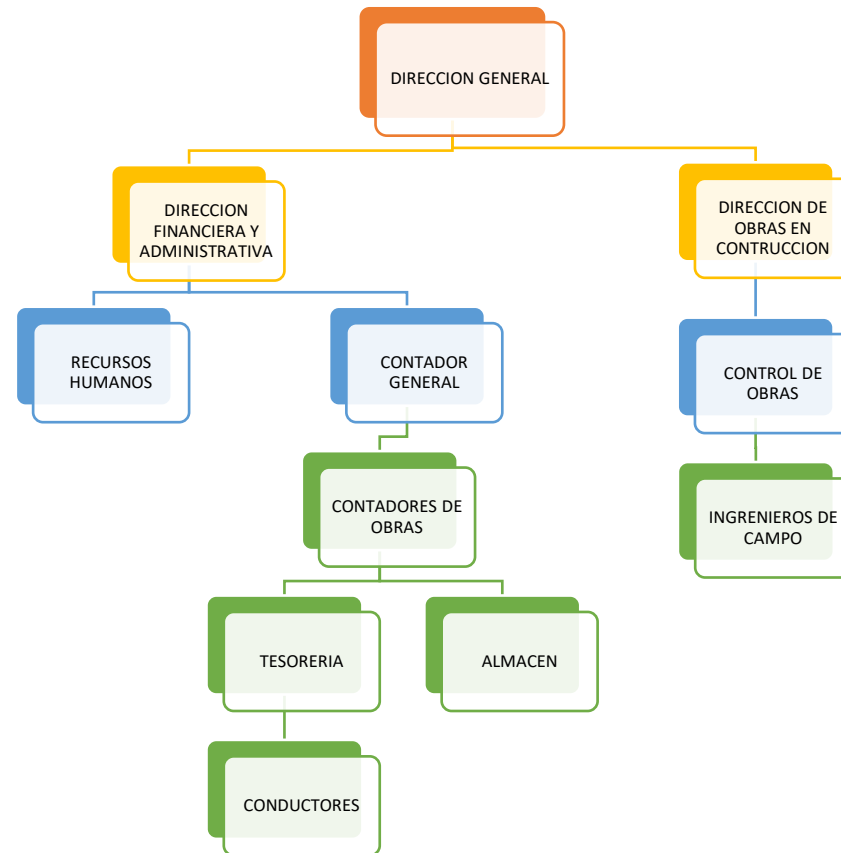 DIRECCION GENERAL
DIRECCION
FINANCIERA Y
ADMINISTRATIVA
DIRECCION DE
OBRAS EN
CONTRUCCION
RECURSOS
HUMANOS
CONTADOR
GENERAL
CONTROL DE
OBRAS
CONTADORES DE
OBRAS
INGRENIEROS DE
CAMPO
TESORERIA
ALMACEN
CONDUCTORES